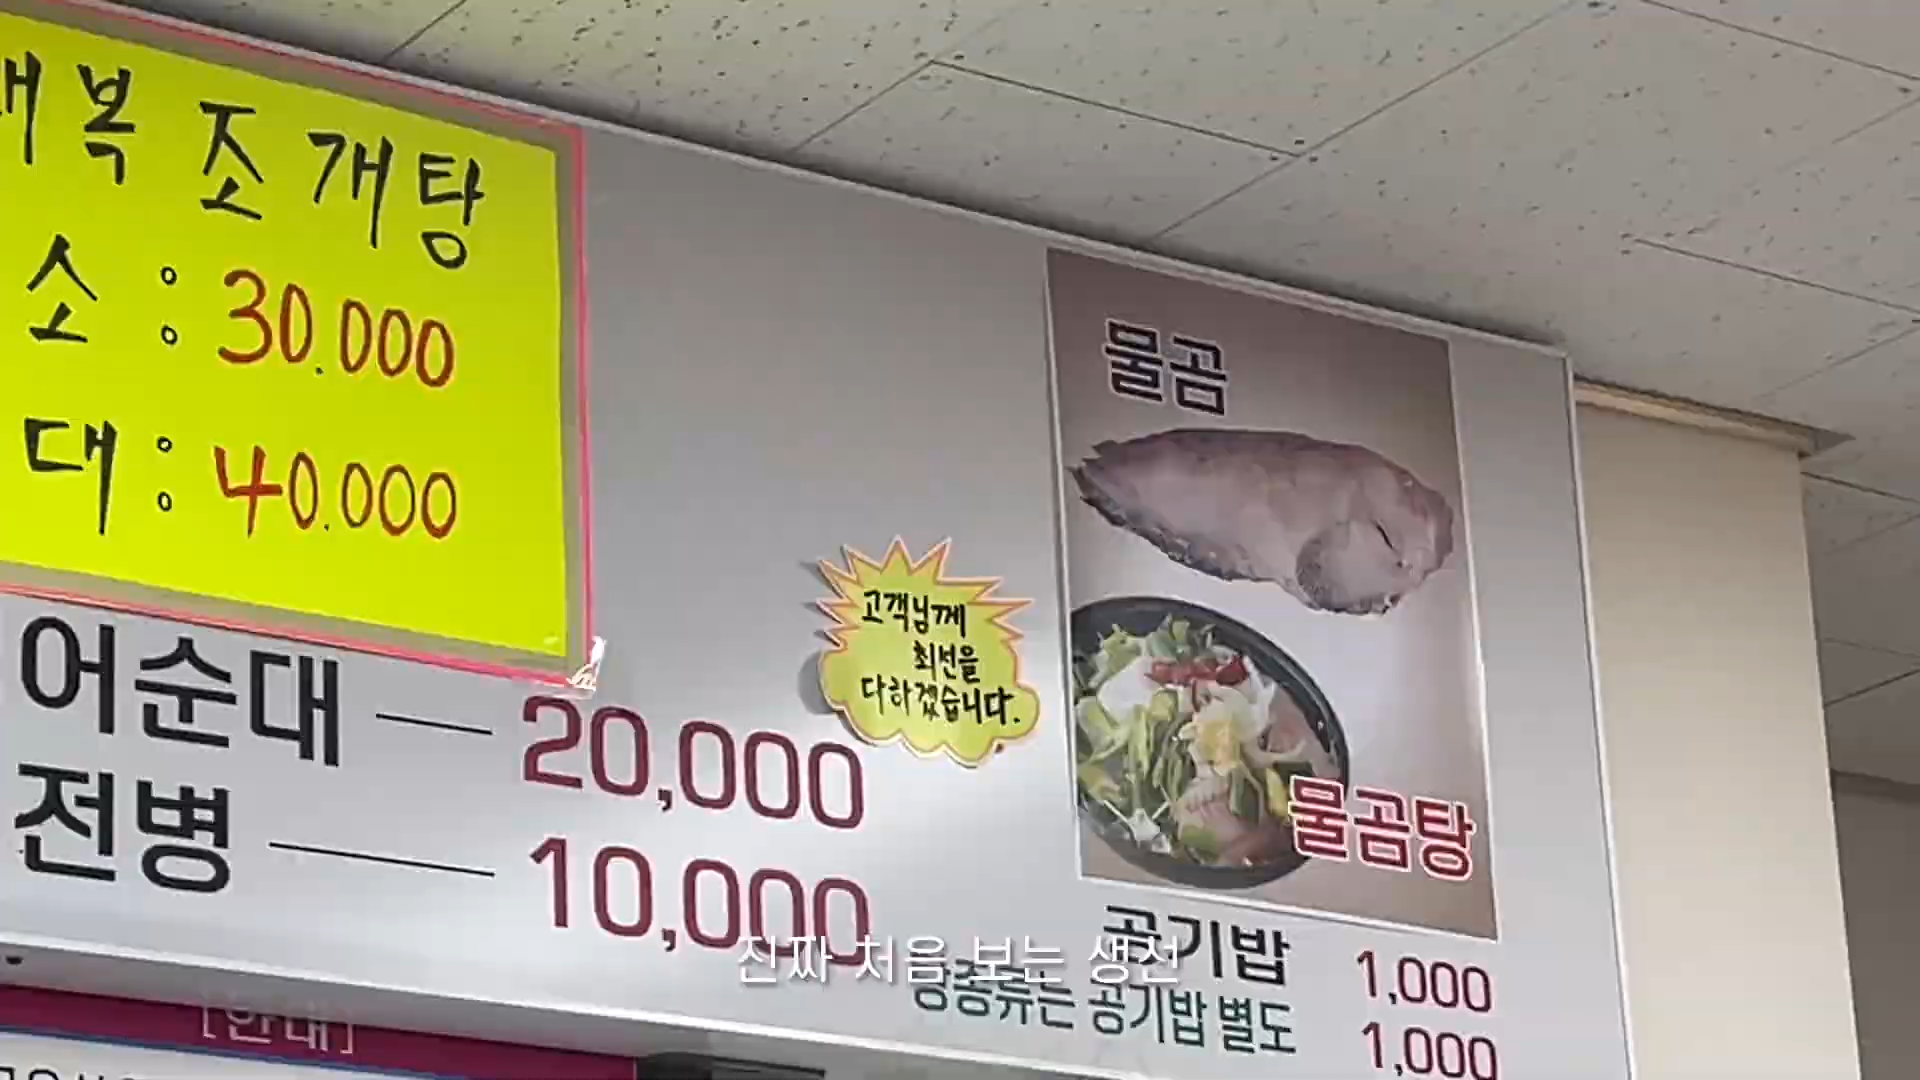 복 조개탕
소 : 30.000
대 : 40.000
어순대 20,000
전병 10,000
고객님께
최선을
다하겠습니다.
물곰
물곰탕
공기밥 1,000
탕종류는 공기밥 별도 1,000
진짜 처음 보는 생선